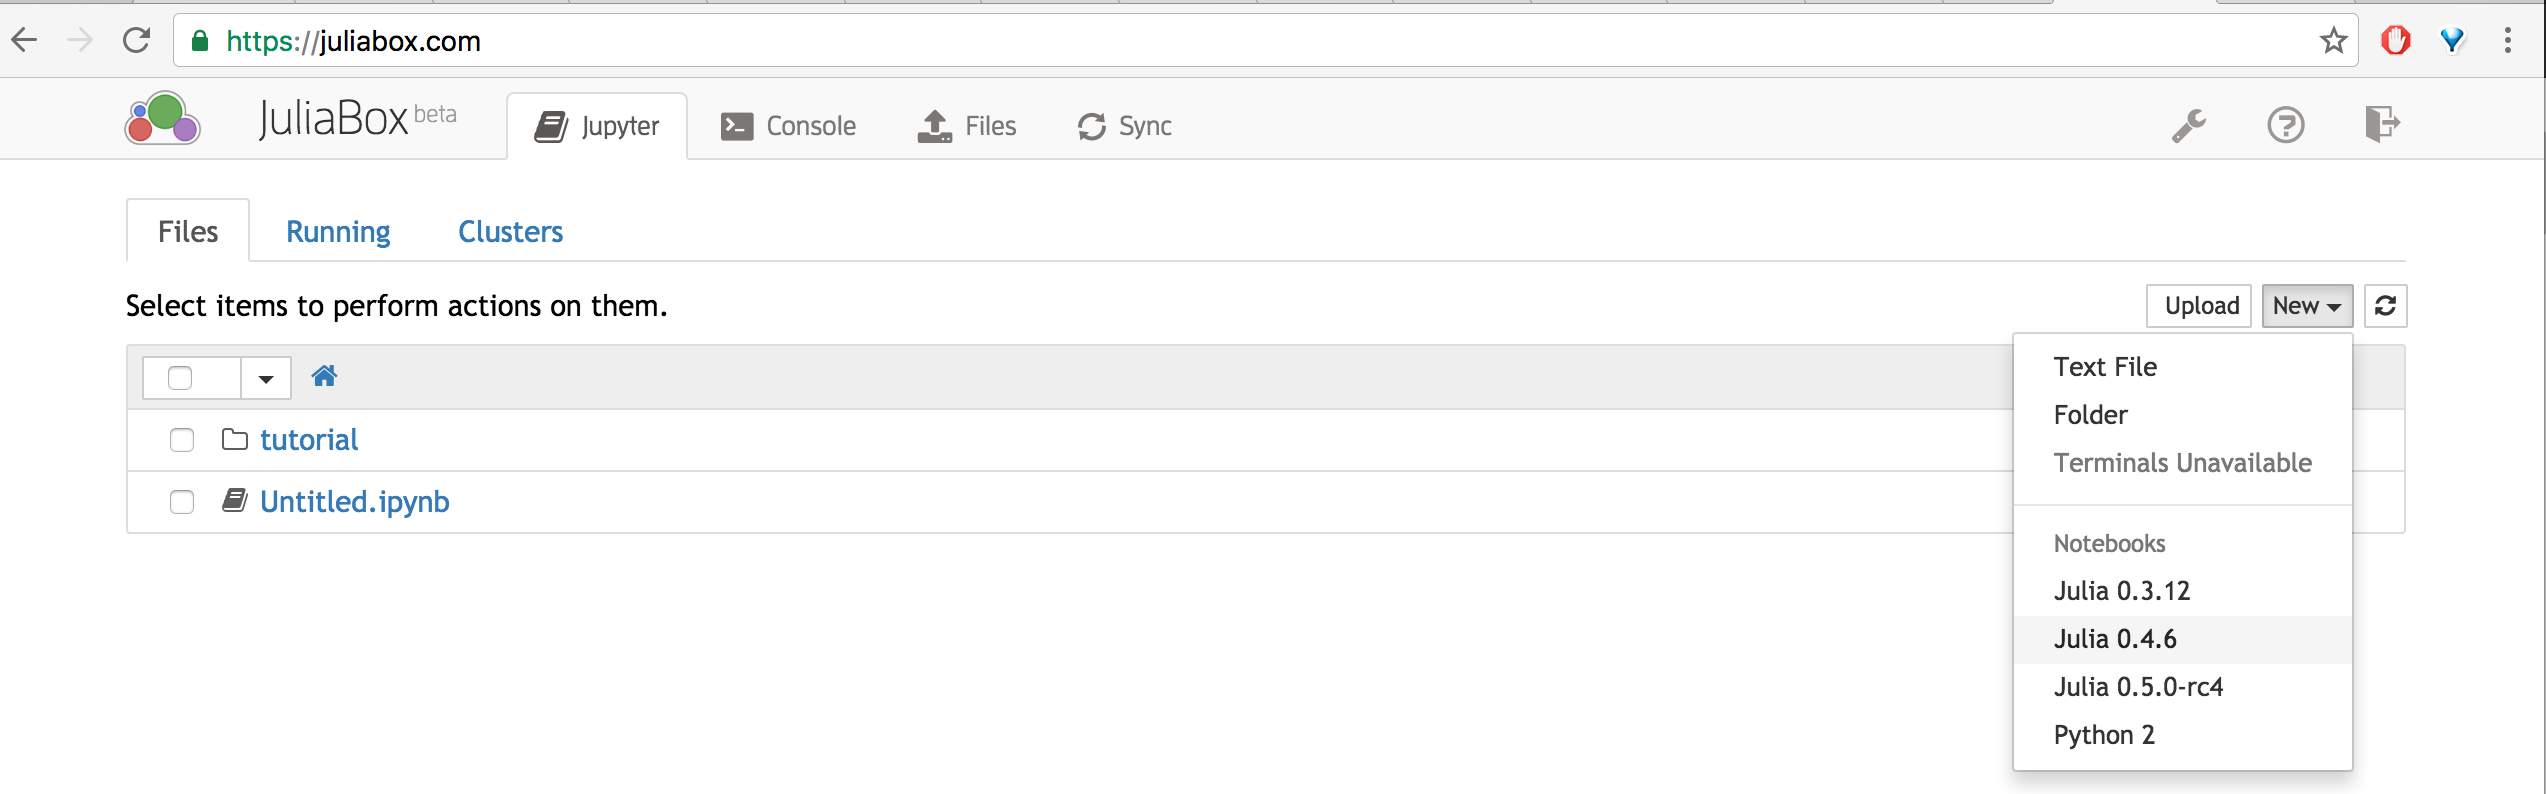 https://juliabox.com
JuliaBox beta Jupyter Console Files Sync
Files Running Clusters
Select items to perform actions on them.
Upload New
tutorial
Untitled.ipynb
Text File
Folder
Terminals Unavailable
Notebooks
Julia 0.3.12
Julia 0.4.6
Julia 0.5.0-rc4
Python 2